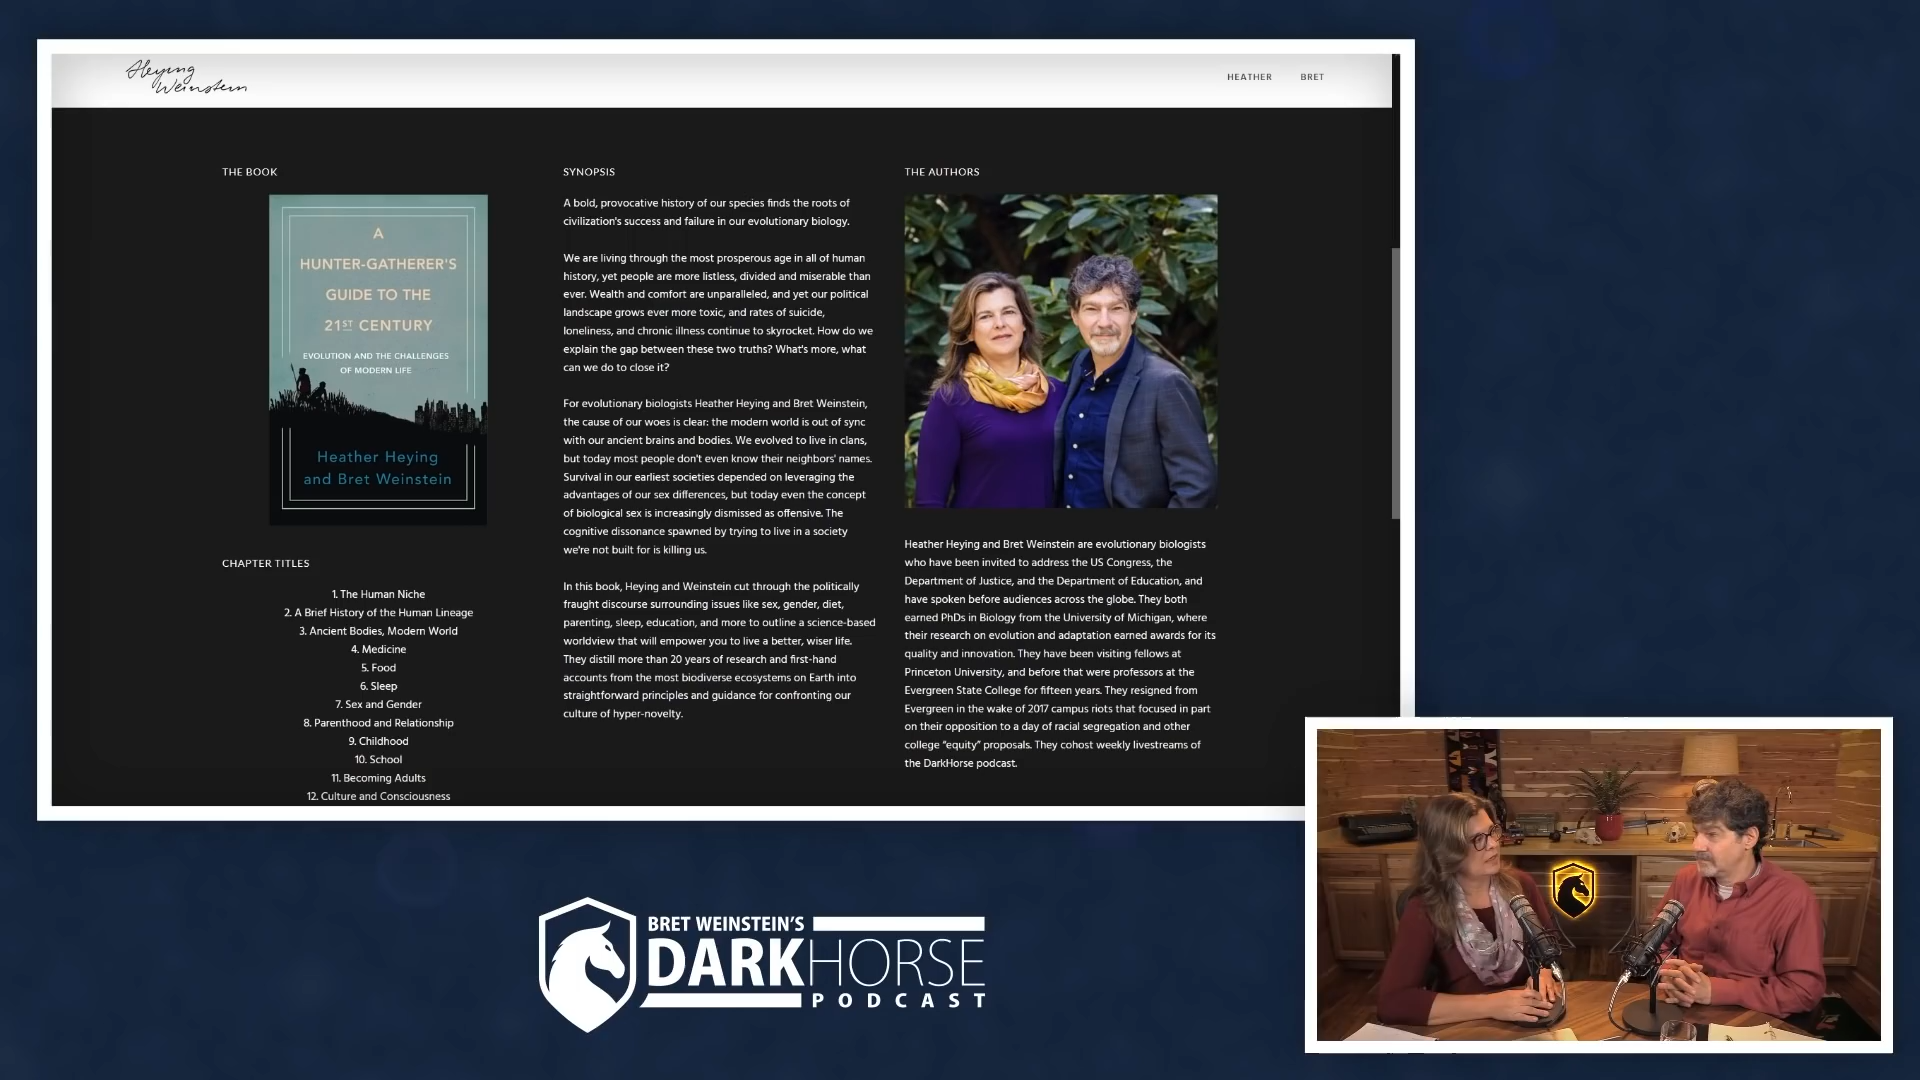 Heying
Weinstein
HEATHER BRET
THE BOOK
A
HUNTER-GATHERER'S
GUIDE TO THE
21ST CENTURY
EVOLUTION AND THE CHALLENGES
OF MODERN LIFE
Heather Heying
and Bret Weinstein
CHAPTER TITLES
1. The Human Niche
2. A Brief History of the Human Lineage
3. Ancient Bodies, Modern World
4. Medicine
5. Food
6. Sleep
7. Sex and Gender
8. Parenthood and Relationship
9. Childhood
10. School
11. Becoming Adults
12. Culture and Consciousness
SYNOPSIS
A bold, provocative history of our species finds the roots of
civilization's success and failure in our evolutionary biology.
We are living through the most prosperous age in all of human
history, yet people are more listless, divided and miserable than
ever. Wealth and comfort are unparalleled, and yet our political
landscape grows ever more toxic, and rates of suicide,
loneliness, and chronic illness continue to skyrocket. How do we
explain the gap between these two truths? What's more, what
can we do to close it?
For evolutionary biologists Heather Heying and Bret Weinstein,
the cause of our woes is clear: the modern world is out of sync
with our ancient brains and bodies. We evolved to live in clans,
but today most people don't even know their neighbors' names.
Survival in our earliest societies depended on leveraging the
advantages of our sex differences, but today even the concept
of biological sex is increasingly dismissed as offensive. The
cognitive dissonance spawned by trying to live in a society
we're not built for is killing us.
In this book, Heying and Weinstein cut through the politically
fraught discourse surrounding issues like sex, gender, diet,
parenting, sleep, education, and more to outline a science-based
worldview that will empower you to live a better, wiser life.
They distill more than 20 years of research and first-hand
accounts from the most biodiverse ecosystems on Earth into
straightforward principles and guidance for confronting our
culture of hyper-novelty.
THE AUTHORS
Heather Heying and Bret Weinstein are evolutionary biologists
who have been invited to address the US Congress, the
Department of Justice, and the Department of Education, and
have spoken before audiences across the globe. They both
earned PhDs in Biology from the University of Michigan, where
their research on evolution and adaptation earned awards for its
quality and innovation. They have been visiting fellows at
Princeton University, and before that were professors at the
Evergreen State College for fifteen years. They resigned from
Evergreen in the wake of 2017 campus riots that focused in part
on their opposition to a day of racial segregation and other
college “equity” proposals. They cohost weekly livestreams of
the DarkHorse podcast.
BRET WEINSTEIN'S
DARKHORSE
PODCAST